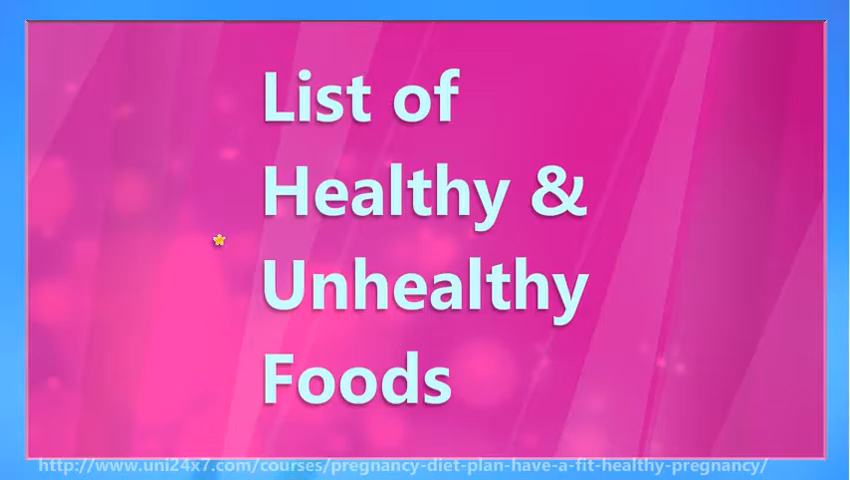 List of
Healthy &
Unhealthy
Foods
http://www.uni24x7.com/courses/pregnancy-diet-plan-have-a-fit-healthy-pregnancy/